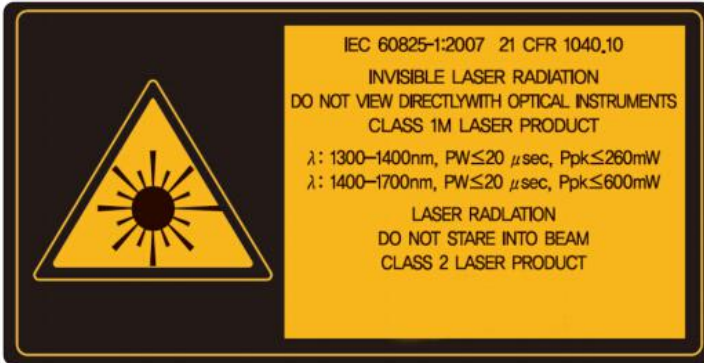 IEC 60825-1:2007 21 CFR 1040.10
INVISIBLE LASER RADIATION
DO NOT VIEW DIRECTLYWITH OPTICAL INSTRUMENTS
CLASS 1M LASER PRODUCT
λ: 1300-1400nm, PW≤20 μsec, Ppk≤260mW
λ: 1400-1700nm, PW≤20 μsec, Ppk≤600mW
LASER RADLATION
DO NOT STARE INTO BEAM
CLASS 2 LASER PRODUCT